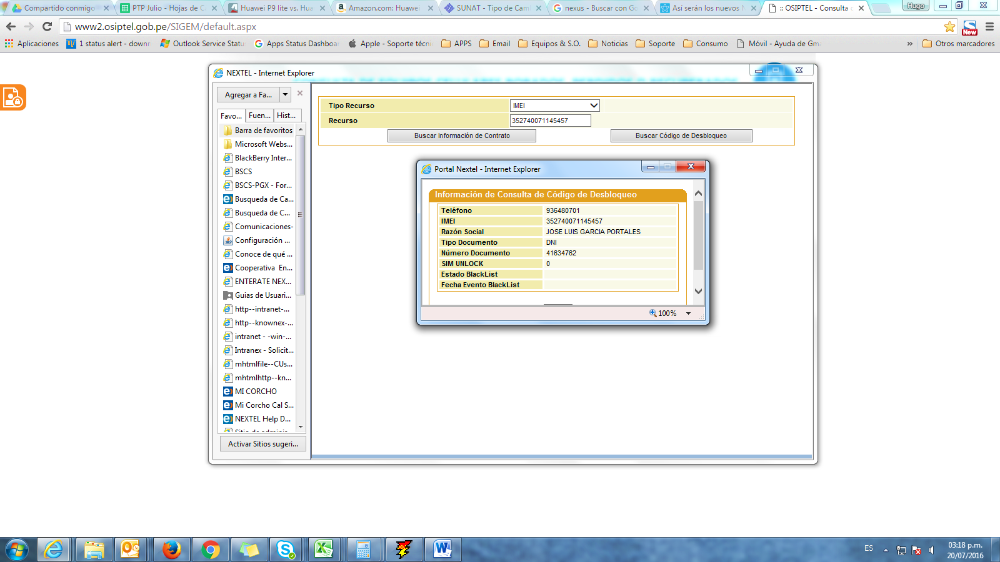 Compartido conmigo
PTP Julio - Hojas de C
Huawei P9 lite vs. Hua
Amazon.com: Huawei
SUNAT - Tipo de Cam
nexus - Buscar con Go
Así serán los nuevos N
:: OSIPTEL - Consulta
Hugo
www2.osiptel.gob.pe/SIGEM/default.aspx
New
Aplicaciones
1 status alert - downri
Outlook Service Status
Apps Status Dashboa
Apple - Soporte técni
APPS
Email
Equipos & S.O.
Noticias
Soporte
Consumo
Móvil - Ayuda de Gm
»
Otros marcadores
NEXTEL - Internet Explorer
Agregar a Fa...
Favo...
Fuen...
Hist...
Barra de favoritos
Microsoft Webs...
BlackBerry Inter...
BSCS
BSCS-PGX - For...
Busqueda de Ca...
Busqueda de C...
Comunicaciones-
Configuración ...
Conoce de qué ...
Cooperativa En...
ENTERATE NEX...
Guias de Usuari...
http--intranet-...
http--knownex-...
intranet - -win-...
Intranex - Solicit...
mhtmlfile--CUs...
mhtmlhttp--kn...
MI CORCHO
Mi Corcho Cal S...
NEXTEL Help D...
Activar Sitios sugeri...
Tipo Recurso
IMEI
Recurso
352740071145457
Buscar Información de Contrato
Buscar Código de Desbloqueo
Portal Nextel - Internet Explorer
Información de Consulta de Código de Desbloqueo
Teléfono 936480701
IMEI 352740071145457
Razón Social JOSE LUIS GARCIA PORTALES
Tipo Documento DNI
Número Documento 41634762
SIM UNLOCK 0
Estado BlackList
Fecha Evento BlackList
100%
ES
03:18 p.m.
20/07/2016